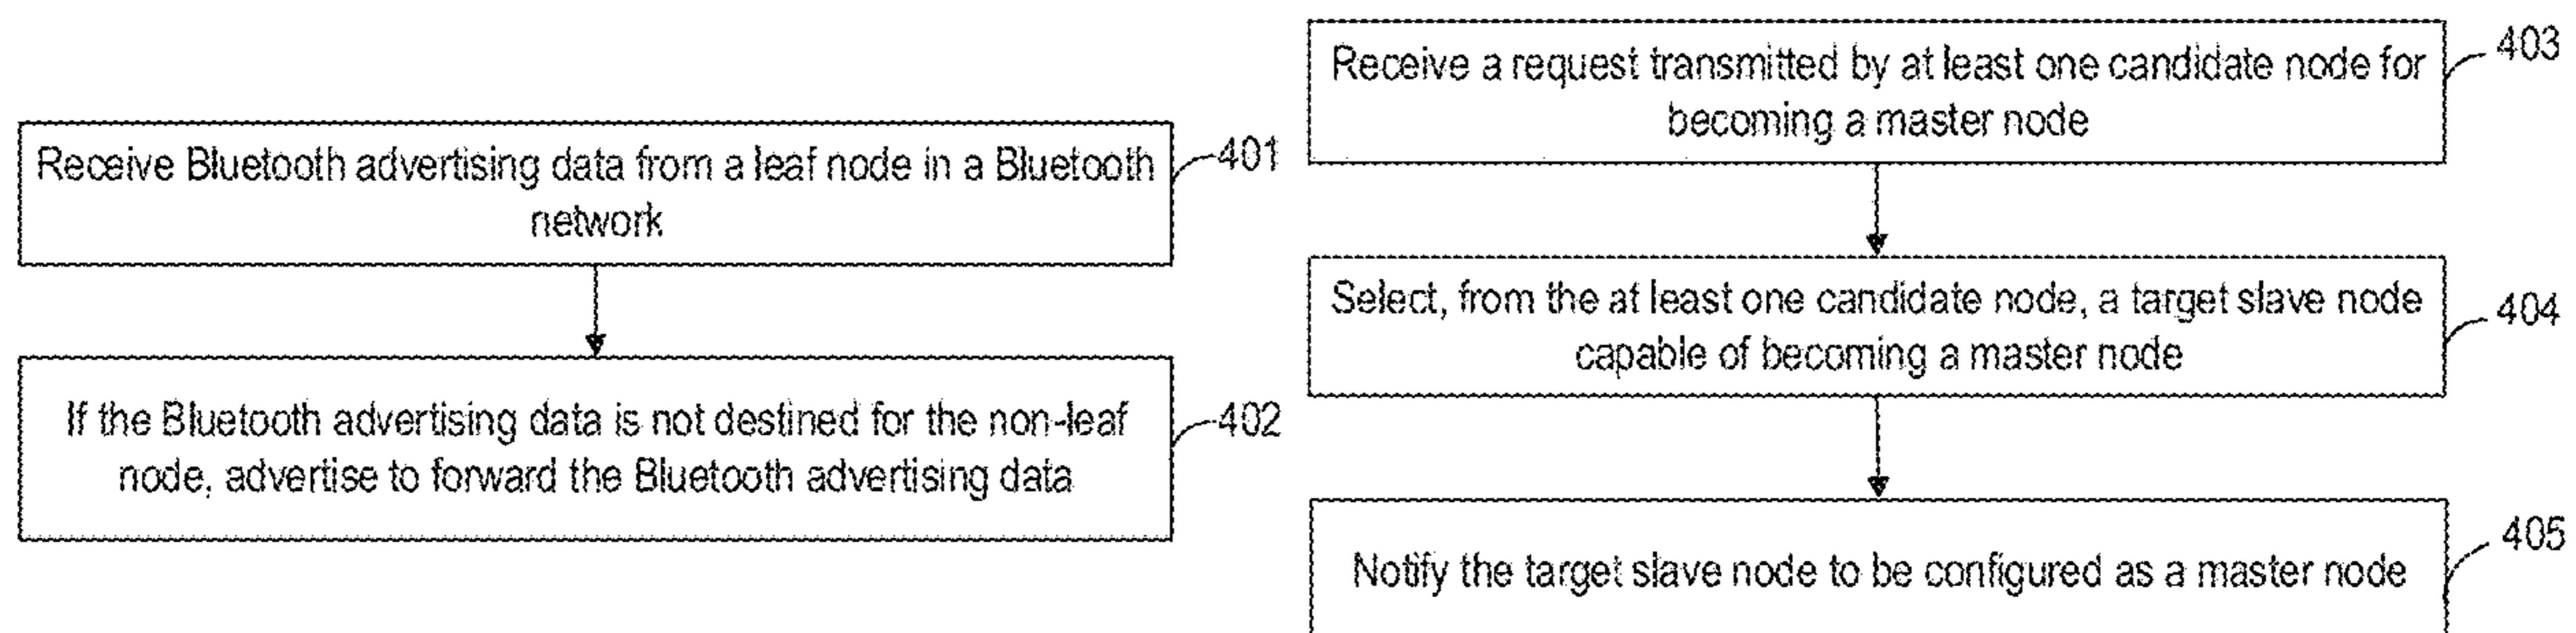 Receive Bluetooth advertising data from a leaf node in a Bluetooth
network
401
If the Bluetooth advertising data is not destined for the non-leaf
node, advertise to forward the Bluetooth advertising data
402
Receive a request transmitted by at least one candidate node for
becoming a master node
403
Select, from the at least one candidate node, a target slave node
capable of becoming a master node
404
Notify the target slave node to be configured as a master node
405